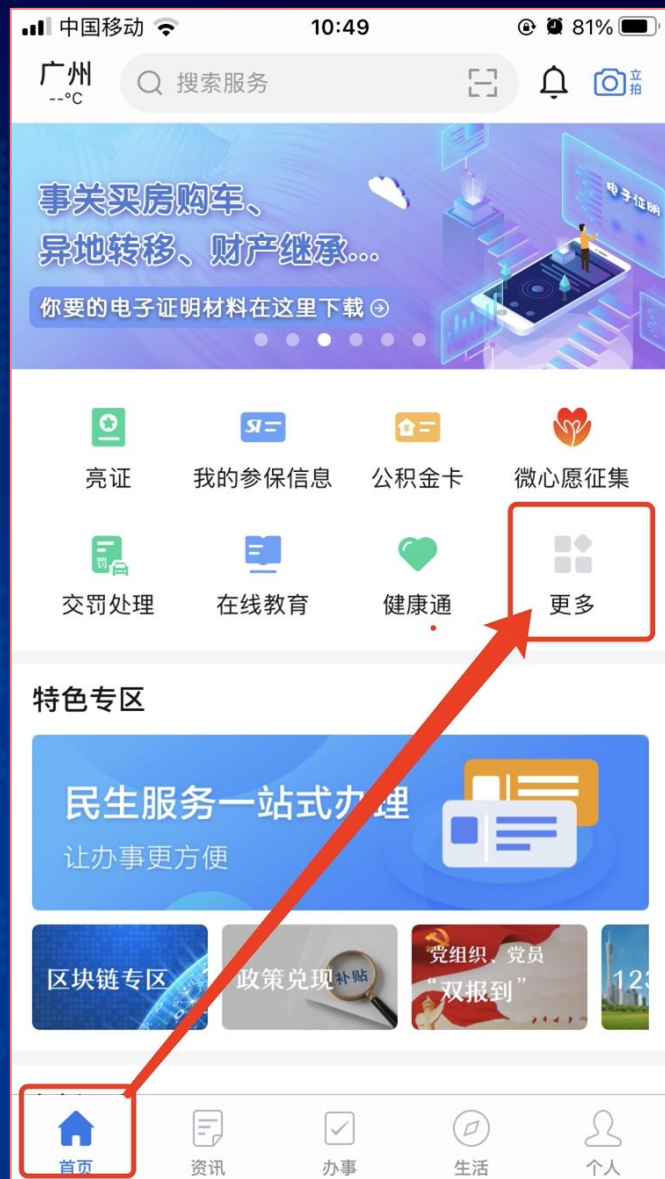 中国移动 10:49 81%
广州 搜索服务 立拍
--°C
事关买房购车、
异地转移、财产继承...
电子证明
你要的电子证明材料在这里下载
亮证 我的参保信息 公积金卡 微心愿征集
罚
交罚处理 在线教育 健康通 更多
特色专区
民生服务一站式办理
让办事更方便
区块链专区 政策兑现 补贴 党组织、党员 123
“双报到”
首页 资讯 办事 生活 个人